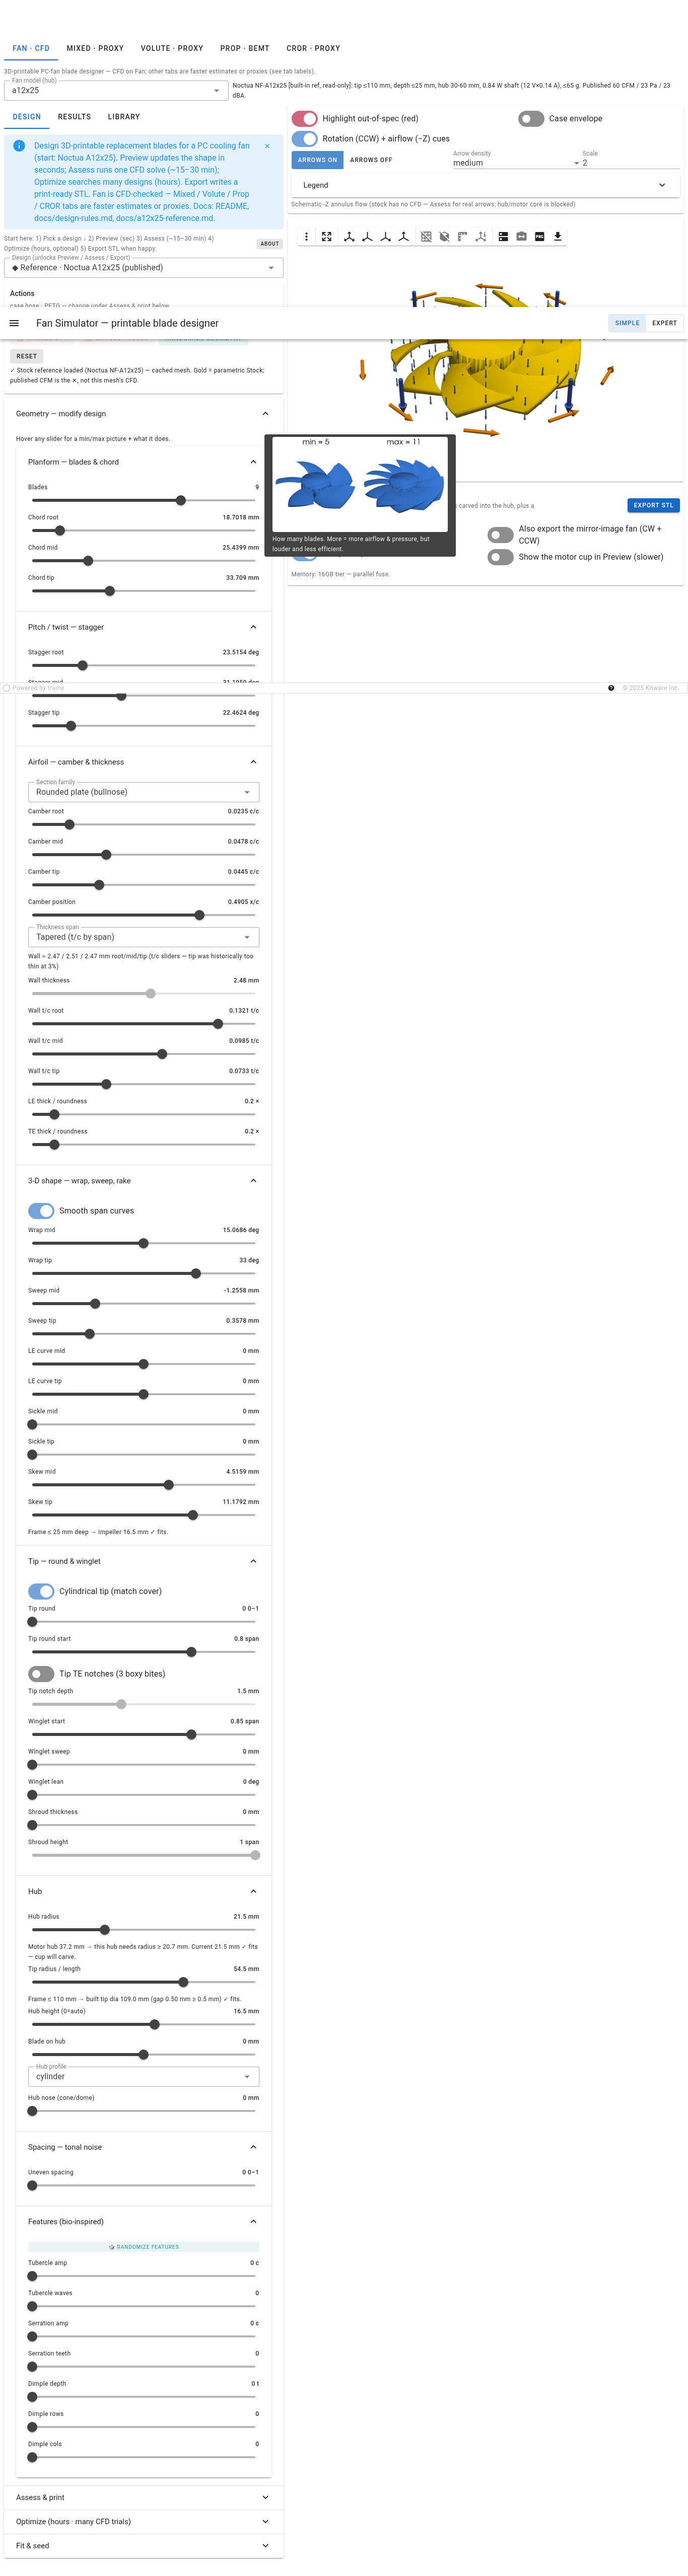 FAN · CFD
MIXED · PROXY
VOLUTE · PROXY
PROP · BEMT
CROR · PROXY
3D-printable PC-fan blade designer — CFD on Fan; other tabs are faster estimates or proxies (see tab labels).
Fan model (hub)
a12x25
Noctua NF-A12x25 [built-in ref, read-only]: tip ≤110 mm, depth ≤25 mm, hub 30-60 mm, 0.84 W shaft (12 V×0.14 A), ≤65 g. Published 60 CFM / 23 Pa / 23
dBA.
DESIGN
RESULTS
LIBRARY
Design 3D-printable replacement blades for a PC cooling fan
(start: Noctua A12x25). Preview updates the shape in
seconds; Assess runs one CFD solve (~15–30 min);
Optimize searches many designs (hours). Export writes a
print-ready STL. Fan is CFD-checked — Mixed / Volute / Prop
/ CROR tabs are faster estimates or proxies. Docs: README,
docs/design-rules.md, docs/a12x25-reference.md.
Start here: 1) Pick a design ↓ 2) Preview (sec) 3) Assess (~15–30 min) 4)
Optimize (hours, optional) 5) Export STL when happy.
ABOUT
Design (unlocks Preview / Assess / Export)
◆ Reference · Noctua A12x25 (published)
Actions
case bore · PETG — change under Assess & print below
Highlight out-of-spec (red)
Case envelope
Rotation (CCW) + airflow (−Z) cues
ARROWS ON
ARROWS OFF
Arrow density
medium
Scale
2
Legend
Schematic -Z annulus flow (stock has no CFD — Assess for real arrows; hub/motor core is blocked)
Fan Simulator — printable blade designer
SIMPLE
EXPERT
RESET
✓ Stock reference loaded (Noctua NF-A12x25) — cached mesh. Gold = parametric Stock;
published CFM is the ✕, not this mesh's CFD.
Geometry — modify design
Hover any slider for a min/max picture + what it does.
min = 5
max = 11
How many blades. More = more airflow & pressure, but
louder and less efficient.
s carved into the hub, plus a
EXPORT STL
Also export the mirror-image fan (CW +
CCW)
Show the motor cup in Preview (slower)
Memory: 16GB tier — parallel fuse.
Planform — blades & chord
Blades
9
Chord root
18.7018 mm
Chord mid
25.4399 mm
Chord tip
33.709 mm
Pitch / twist — stagger
Stagger root
23.5154 deg
Stagger mid
31.1959 deg
Powered by trame
© 2025 Kitware Inc.
Stagger tip
22.4624 deg
Airfoil — camber & thickness
Section family
Rounded plate (bullnose)
Camber root
0.0235 c/c
Camber mid
0.0478 c/c
Camber tip
0.0445 c/c
Camber position
0.4905 x/c
Thickness span
Tapered (t/c by span)
Wall ≈ 2.47 / 2.51 / 2.47 mm root/mid/tip (t/c sliders — tip was historically too
thin at 3%)
Wall thickness
2.48 mm
Wall t/c root
0.1321 t/c
Wall t/c mid
0.0985 t/c
Wall t/c tip
0.0733 t/c
LE thick / roundness
0.2 ×
TE thick / roundness
0.2 ×
3-D shape — wrap, sweep, rake
Smooth span curves
Wrap mid
15.0686 deg
Wrap tip
33 deg
Sweep mid
-1.2558 mm
Sweep tip
0.3578 mm
LE curve mid
0 mm
LE curve tip
0 mm
Sickle mid
0 mm
Sickle tip
0 mm
Skew mid
4.5159 mm
Skew tip
11.1792 mm
Frame ≤ 25 mm deep → impeller 16.5 mm ✓ fits.
Tip — round & winglet
Cylindrical tip (match cover)
Tip round
0 0–1
Tip round start
0.8 span
Tip TE notches (3 boxy bites)
Tip notch depth
1.5 mm
Winglet start
0.85 span
Winglet sweep
0 mm
Winglet lean
0 deg
Shroud thickness
0 mm
Shroud height
1 span
Hub
Hub radius
21.5 mm
Motor hub 37.2 mm → this hub needs radius ≥ 20.7 mm. Current 21.5 mm ✓ fits
— cup will carve.
Tip radius / length
54.5 mm
Frame ≤ 110 mm → built tip dia 109.0 mm (gap 0.50 mm ≥ 0.5 mm) ✓ fits.
Hub height (0=auto)
16.5 mm
Blade on hub
0 mm
Hub profile
cylinder
Hub nose (cone/dome)
0 mm
Spacing — tonal noise
Uneven spacing
0 0–1
Features (bio-inspired)
RANDOMIZE FEATURES
Tubercle amp
0 c
Tubercle waves
0
Serration amp
0 c
Serration teeth
0
Dimple depth
0 t
Dimple rows
0
Dimple cols
0
Assess & print
Optimize (hours · many CFD trials)
Fit & seed